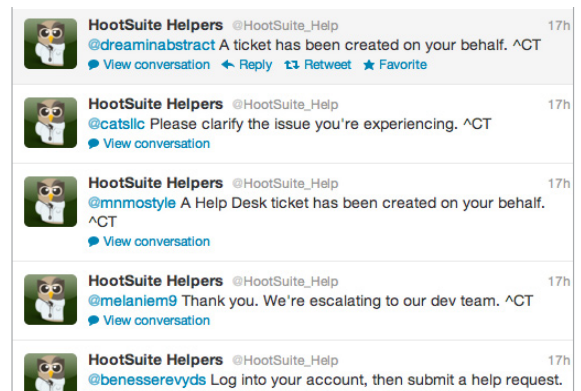 HootSuite Helpers @HootSuite_Help 17h
@dreaminabstract A ticket has been created on your behalf. ^CT
View conversation Reply Retweet Favorite
HootSuite Helpers @HootSuite_Help 17h
@catsllc Please clarify the issue you're experiencing. ^CT
View conversation
HootSuite Helpers @HootSuite_Help 17h
@mnmostyle A Help Desk ticket has been created on your behalf.
^CT
View conversation
HootSuite Helpers @HootSuite_Help 17h
@melaniem9 Thank you. We're escalating to our dev team. ^CT
View conversation
HootSuite Helpers @HootSuite_Help 17h
@benesserevyds Log into your account, then submit a help request.